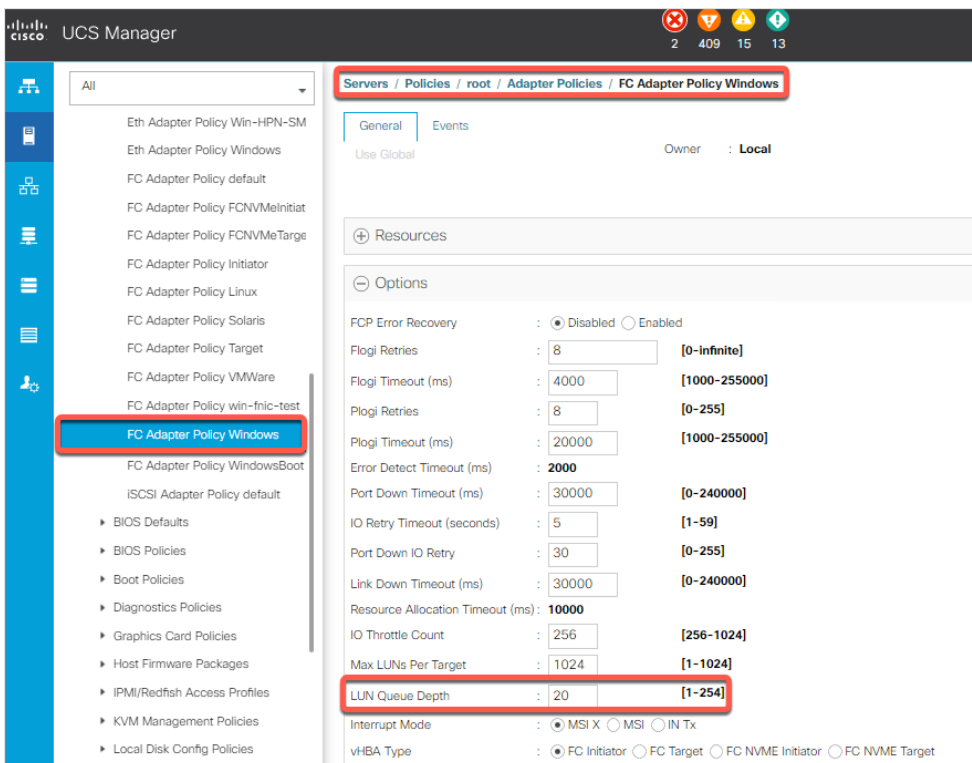 cisco UCS Manager
2 409 15 13
All
Eth Adapter Policy Win-HPN-SM
Eth Adapter Policy Windows
FC Adapter Policy default
FC Adapter Policy FCNVMeInitiat
FC Adapter Policy FCNVMeTarge
FC Adapter Policy Initiator
FC Adapter Policy Linux
FC Adapter Policy Solaris
FC Adapter Policy Target
FC Adapter Policy VMWare
FC Adapter Policy win-fnic-test
FC Adapter Policy Windows
FC Adapter Policy WindowsBoot
iSCSI Adapter Policy default
BIOS Defaults
BIOS Policies
Boot Policies
Diagnostics Policies
Graphics Card Policies
Host Firmware Packages
IPMI/Redfish Access Profiles
KVM Management Policies
Local Disk Config Policies
Servers / Policies / root / Adapter Policies / FC Adapter Policy Windows
General Events
Use Global
Owner : Local
Resources
Options
FCP Error Recovery : Disabled Enabled
Flogi Retries : 8 [0-infinite]
Flogi Timeout (ms) : 4000 [1000-255000]
Plogi Retries : 8 [0-255]
Plogi Timeout (ms) : 20000 [1000-255000]
Error Detect Timeout (ms) : 2000
Port Down Timeout (ms) : 30000 [0-240000]
IO Retry Timeout (seconds) : 5 [1-59]
Port Down IO Retry : 30 [0-255]
Link Down Timeout (ms) : 30000 [0-240000]
Resource Allocation Timeout (ms) : 10000
IO Throttle Count : 256 [256-1024]
Max LUNs Per Target : 1024 [1-1024]
LUN Queue Depth : 20 [1-254]
Interrupt Mode : MSI X MSI IN Tx
vHBA Type : FC Initiator FC Target FC NVME Initiator FC NVME Target